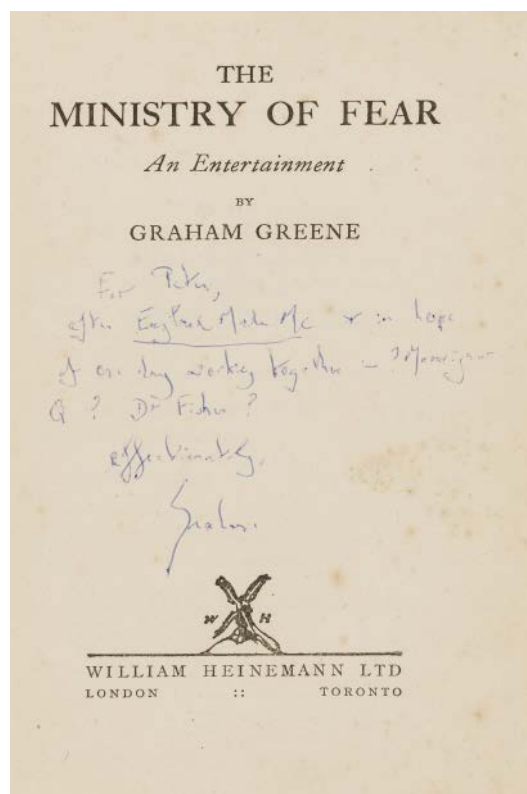 THE
MINISTRY OF FEAR
An Entertainment
BY
GRAHAM GREENE
For Peter,
after England Made Me & in hope
of one day working together – ? Monsignor
Q ? Dr Fisher ?
affectionately,
Graham.
W H
WILLIAM HEINEMANN LTD
LONDON :: TORONTO